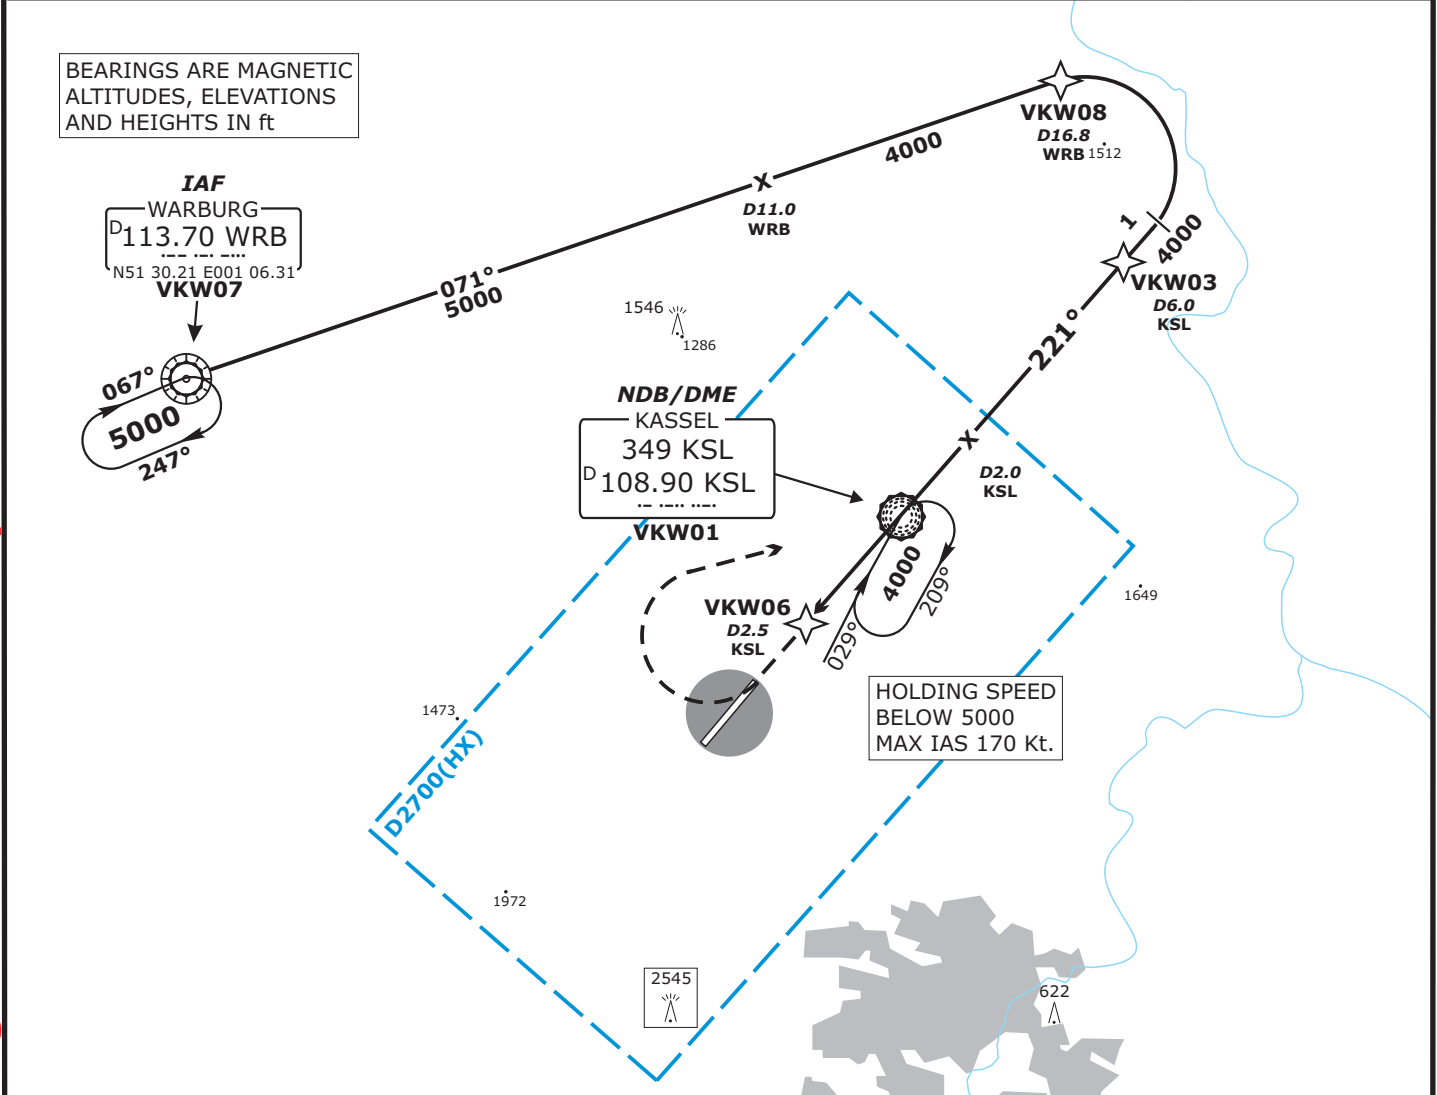 BEARINGS ARE MAGNETIC
ALTITUDES, ELEVATIONS
AND HEIGHTS IN ft
IAF
WARBURG
D 113.70 WRB
N51 30.21 E001 06.31
VKW07
067°
5000
247°
071°
5000
X
D11.0
WRB
4000
VKW08
D16.8
WRB
1512
1
4000
VKW03
D6.0
KSL
221°
1546
1286
NDB/DME
KASSEL
349 KSL
D 108.90 KSL
VKW01
X
D2.0
KSL
4000
209°
029°
VKW06
D2.5
KSL
1649
HOLDING SPEED
BELOW 5000
MAX IAS 170 Kt.
1473
D2700(HX)
1972
2545
622